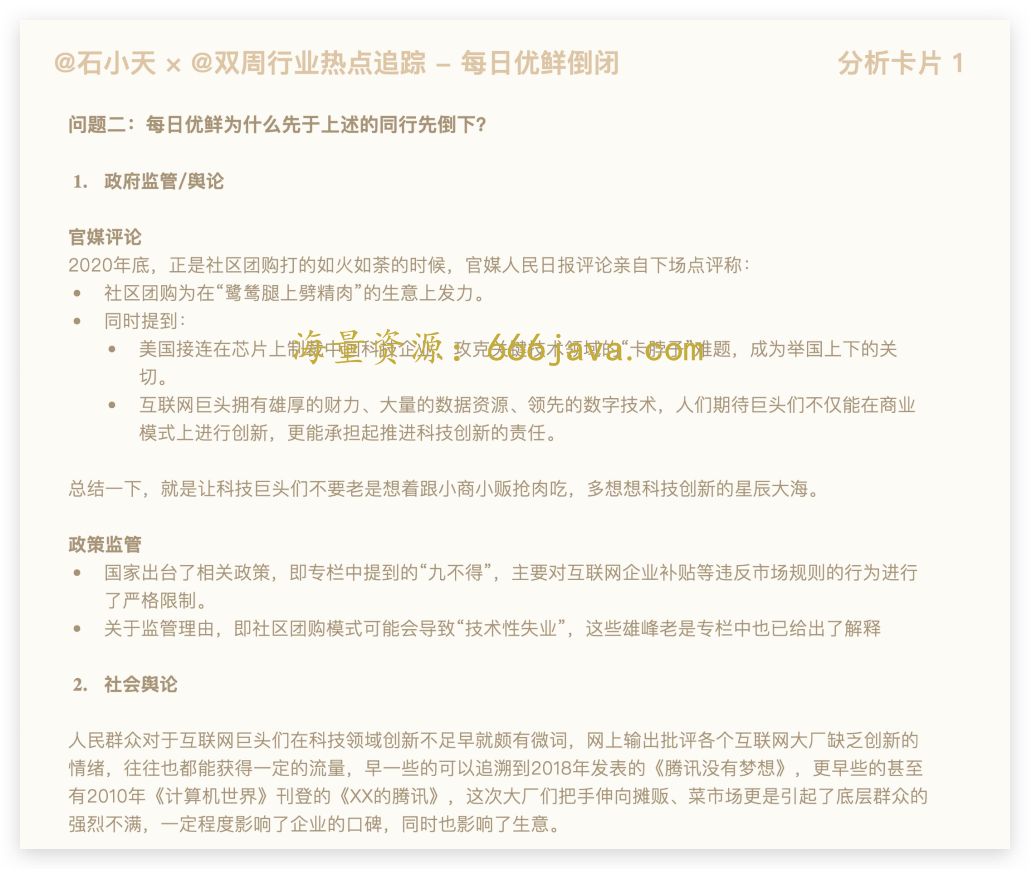 @石小天 × @双周行业热点追踪 – 每日优鲜倒闭
分析卡片 1
问题二：每日优鲜为什么先于上述的同行先倒下?
1. 政府监管/舆论
官媒评论
2020年底，正是社区团购打的如火如荼的时候，官媒人民日报评论亲自下场点评称：
• 社区团购为在“鹭鸶腿上劈精肉”的生意上发力。
• 同时提到：
• 美国接连在芯片上制裁中国科技企业，攻克关键技术领域的“卡脖子”难题，成为举国上下的关
切。
海量资源：666java.com
• 互联网巨头拥有雄厚的财力、大量的数据资源、领先的数字技术，人们期待巨头们不仅能在商业
模式上进行创新，更能承担起推进科技创新的责任。
总结一下，就是让科技巨头们不要老是想着跟小商小贩抢肉吃，多想想科技创新的星辰大海。
政策监管
• 国家出台了相关政策，即专栏中提到的“九不得”，主要对互联网企业补贴等违反市场规则的行为进行
了严格限制。
• 关于监管理由，即社区团购模式可能会导致“技术性失业”，这些雄峰老是专栏中也已给出了解释
2. 社会舆论
人民群众对于互联网巨头们在科技领域创新不足早就颇有微词，网上输出批评各个互联网大厂缺乏创新的
情绪，往往也都能获得一定的流量，早一些的可以追溯到2018年发表的《腾讯没有梦想》，更早些的甚至
有2010年《计算机世界》刊登的《XX的腾讯》，这次大厂们把手伸向摊贩、菜市场更是引起了底层群众的
强烈不满，一定程度影响了企业的口碑，同时也影响了生意。